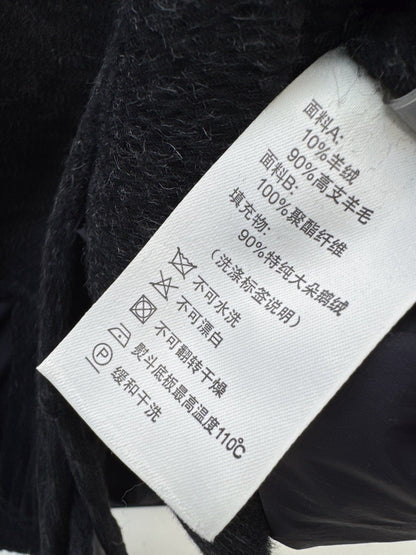 面料A:
10%羊绒
90%高支羊毛
面料B:
100%聚酯纤维
填充物:
90%特纯大朵鹅绒
(洗涤标签说明)
不可水洗
不可漂白
不可翻转干燥
熨斗底板最高温度110℃
P 缓和干洗